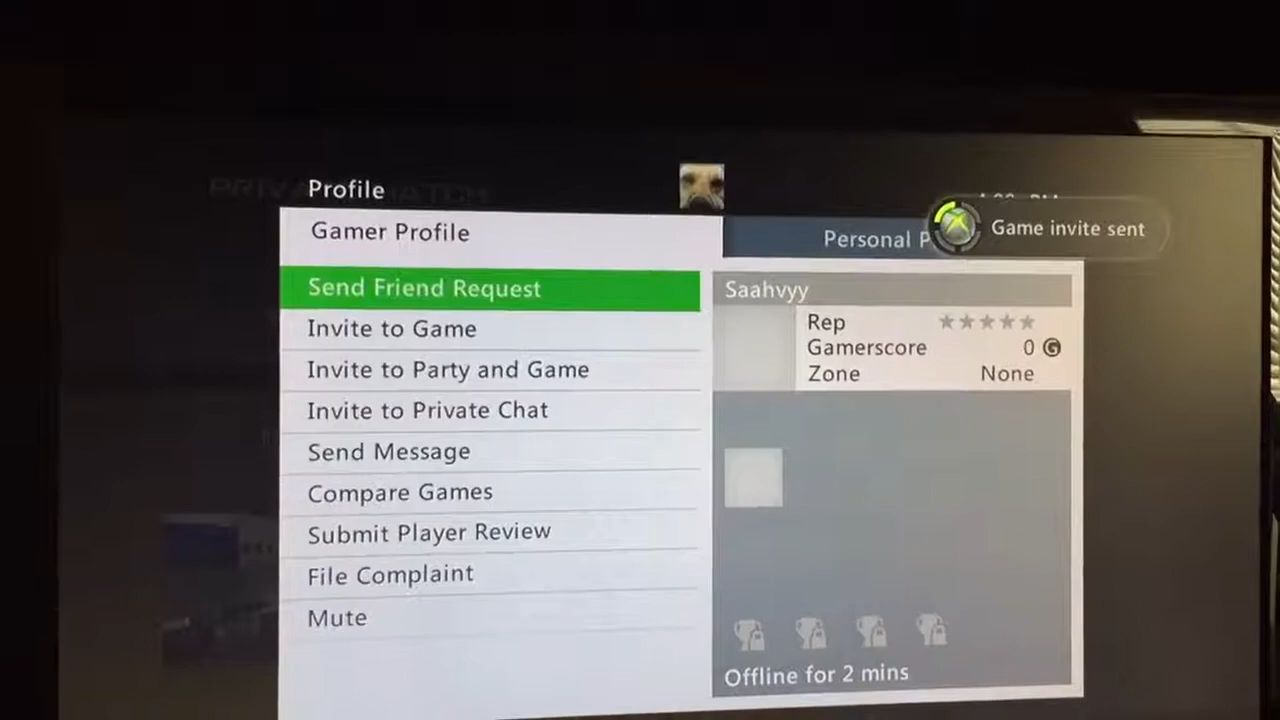 Profile
Game invite sent
Gamer Profile
Personal P
Send Friend Request
Saahvyy
Invite to Game
Rep
Gamerscore 0 G
Zone None
Invite to Party and Game
Invite to Private Chat
Send Message
Compare Games
Submit Player Review
File Complaint
Mute
Offline for 2 mins